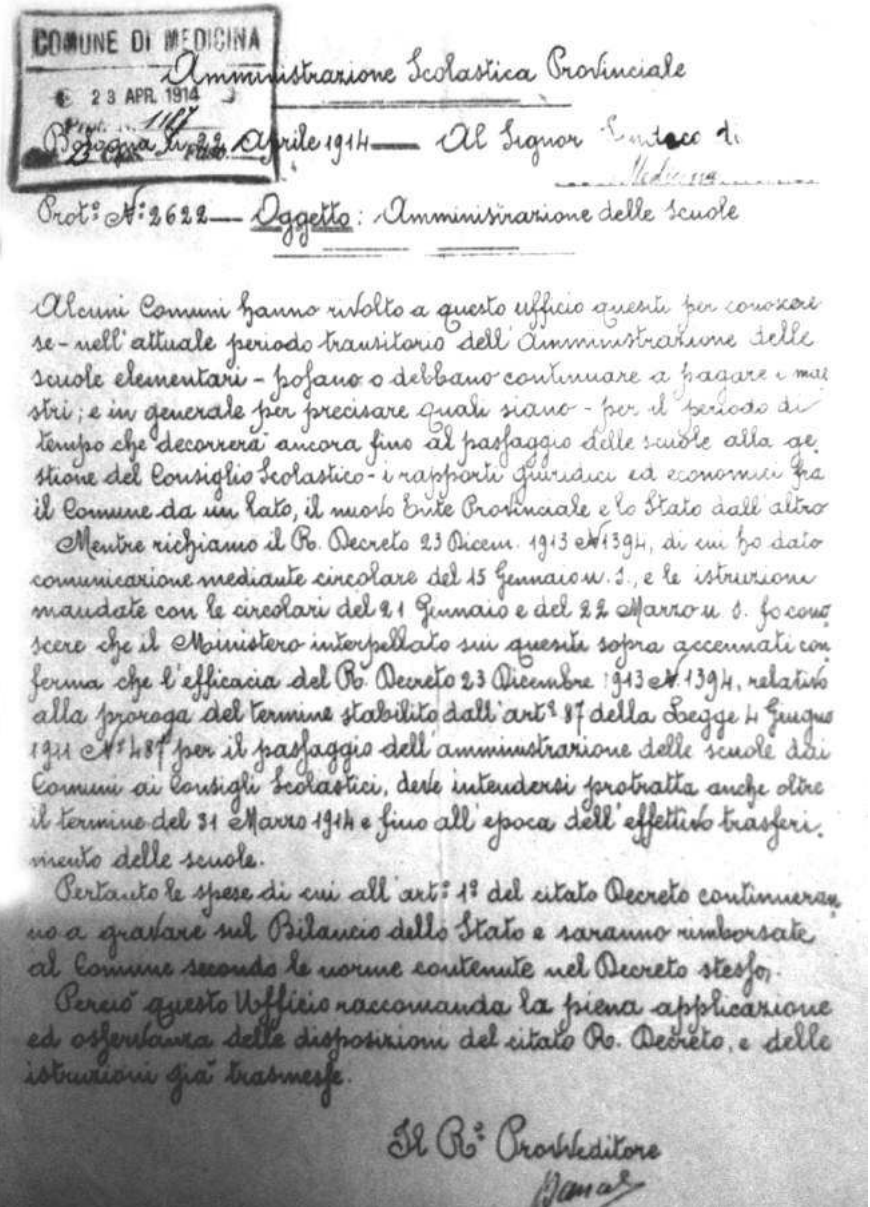 COMUNE DI MEDICINA
23 APR. 1914
Prot. N. 1187
Amministrazione Scolastica Provinciale
Bologna li 22 Aprile 1914 — Al Signor Sindaco di
Medicina
Prot.° N.° 2622 — Oggetto: Amministrazione delle Scuole
Alcuni Comuni hanno rivolto a questo ufficio quesiti per conoscere
se - nell'attuale periodo transitorio dell'Amministrazione delle
scuole elementari - possano o debbano continuare a pagare i mae
stri; e in generale per precisare quali siano - per il periodo di
tempo che decorrerà ancora fino al passaggio delle scuole alla ge,
stione del Consiglio Scolastico - i rapporti giuridici ed economici fra
il Comune da un lato, il nuovo Ente Provinciale e lo Stato dall'altro
Mentre richiamo il R. Decreto 23 Dicem. 1913 N 1394, di cui ho dato
comunicazione mediante circolare del 15 Gennaio u. s., e le istruzioni
mandate con le circolari del 21 Gennaio e del 22 Marzo u. s. fo cono,
scere che il Ministero interpellato sui quesiti sopra accennati con
ferma che l'efficacia del R. Decreto 23 Dicembre 1913 N. 1394, relativo
alla proroga del termine stabilito dall'art° 87 della Legge 4 Giugno
1911 N° 487 per il passaggio dell'amministrazione delle scuole dai
Comuni ai Consigli Scolastici, deve intendersi protratta anche oltre
il termine del 31 Marzo 1914 e fino all'epoca dell'effettivo trasferi,
mento delle scuole.
Pertanto le spese di cui all'art° 1° del citato Decreto continueran,
no a gravare sul Bilancio dello Stato e saranno rimborsate
al Comune secondo le norme contenute nel Decreto stesso.
Perciò questo Ufficio raccomanda la piena applicazione
ed osservanza delle disposizioni del citato R. Decreto, e delle
istruzioni già trasmesse.
Il R.° Provveditore